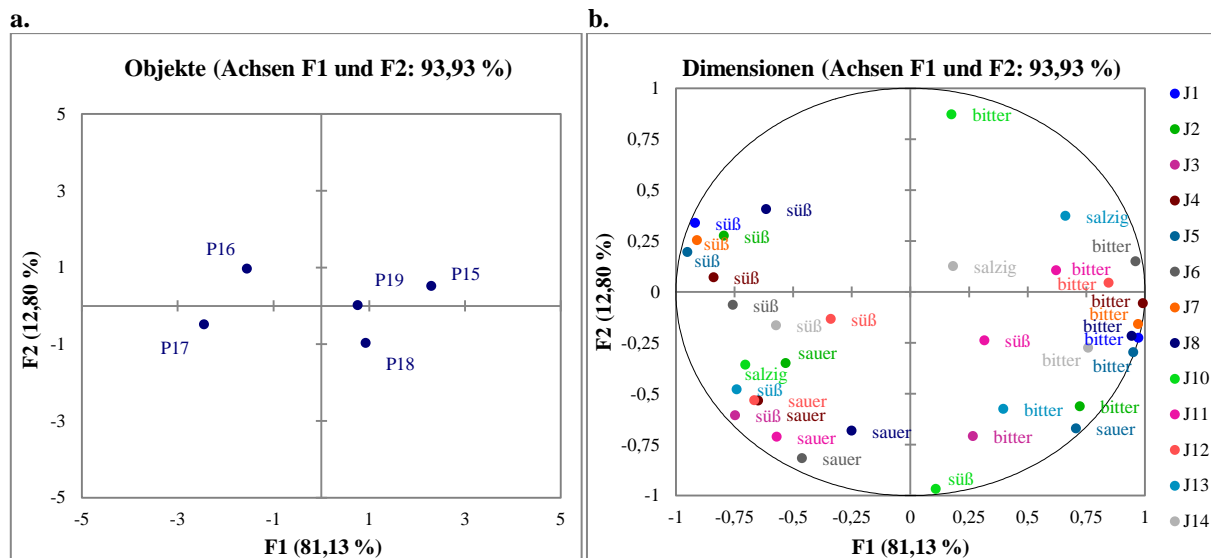 a.
Objekte (Achsen F1 und F2: 93,93 %)
5
3
1
-1
-3
-5
-5
-3
-1
1
3
5
F2 (12,80 %)
F1 (81,13 %)
P16
P19
P15
P17
P18
b.
Dimensionen (Achsen F1 und F2: 93,93 %)
1
0,75
0,5
0,25
0
-0,25
-0,5
-0,75
-1
-1
-0,75
-0,5
-0,25
0
0,25
0,5
0,75
1
F2 (12,80 %)
F1 (81,13 %)
bitter
süß
süß
salzig
süß
süß
bitter
süß
salzig
bitter
süß
bitter
süß
bitter
süß
süß
bitter
bitter
süß
bitter
sauer
bitter
bitter
salzig
süß
sauer
bitter
bitter
süß
sauer
sauer
sauer
sauer
bitter
sauer
süß
J1
J2
J3
J4
J5
J6
J7
J8
J10
J11
J12
J13
J14